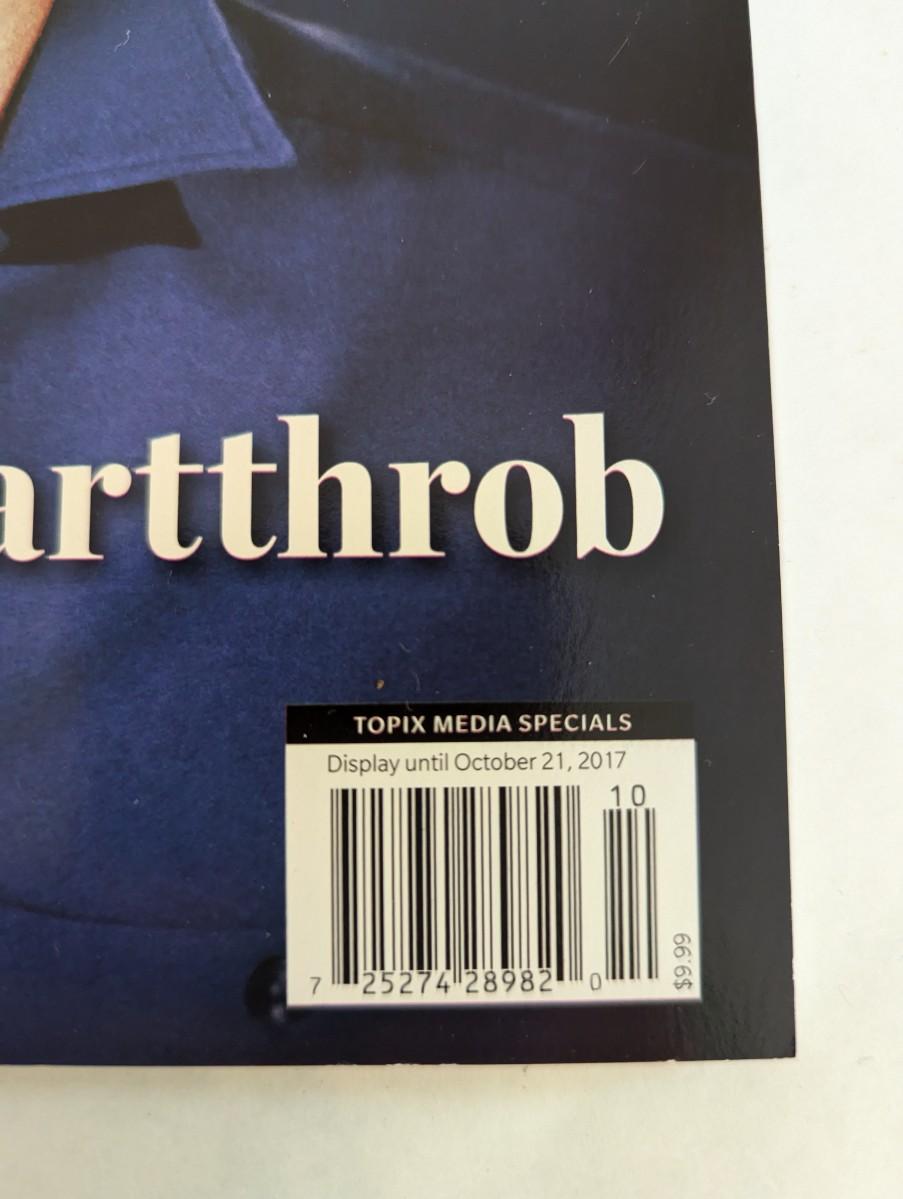 artthrob
TOPIX MEDIA SPECIALS
Display until October 21, 2017
10
7 25274 28982 0
$9.99